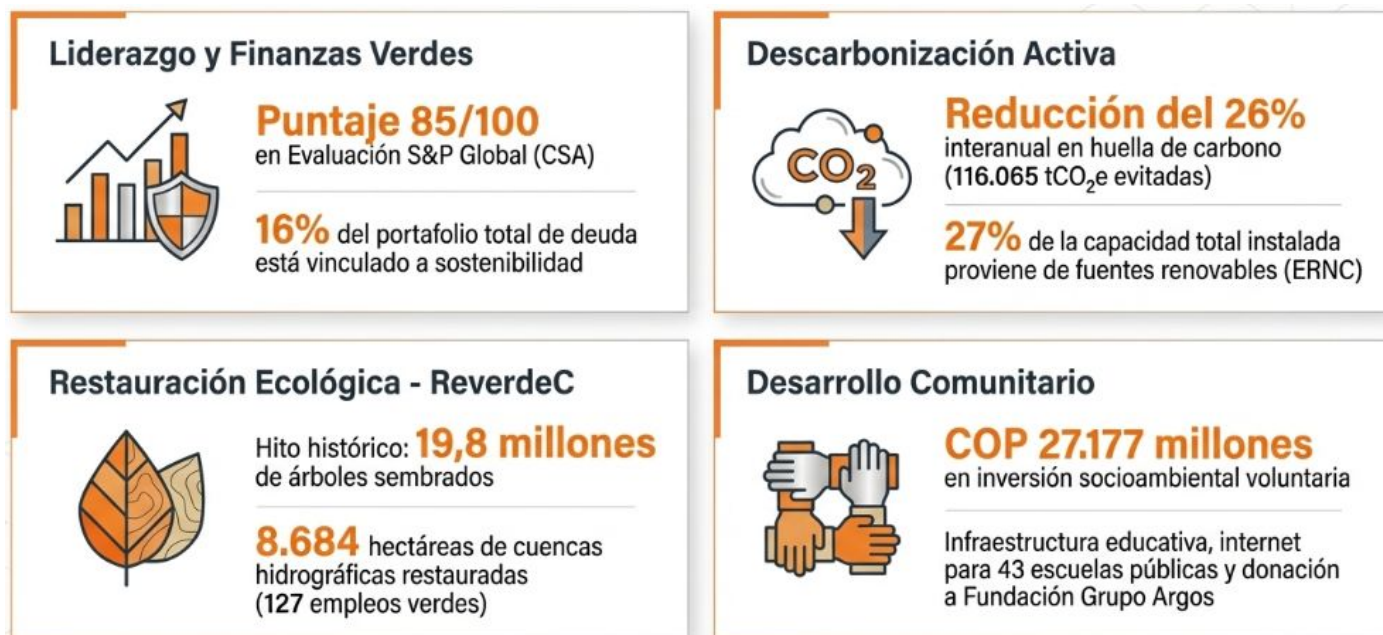 Liderazgo y Finanzas Verdes
Puntaje 85/100
en Evaluación S&P Global (CSA)
16% del portafolio total de deuda
está vinculado a sostenibilidad
Descarbonización Activa
CO2
Reducción del 26%
interanual en huella de carbono
(116.065 tCO₂e evitadas)
27% de la capacidad total instalada
proviene de fuentes renovables (ERNC)
Restauración Ecológica - ReverdeC
Hito histórico: 19,8 millones
de árboles sembrados
8.684 hectáreas de cuencas
hidrográficas restauradas
(127 empleos verdes)
Desarrollo Comunitario
COP 27.177 millones
en inversión socioambiental voluntaria
Infraestructura educativa, internet
para 43 escuelas públicas y donación
a Fundación Grupo Argos